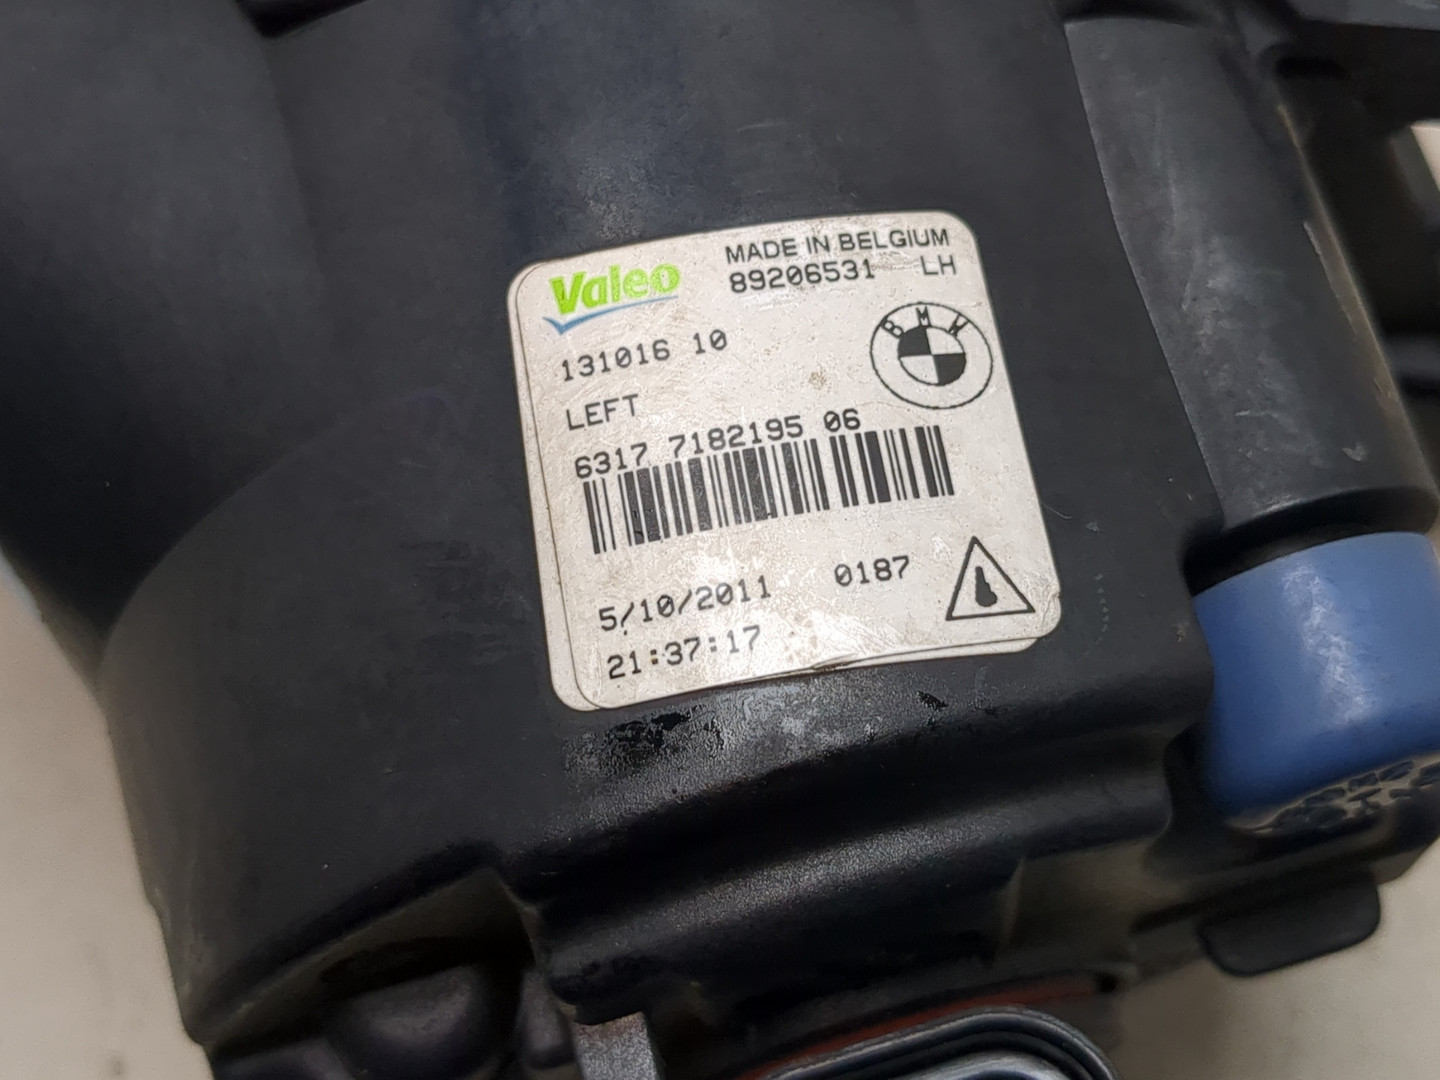 Valeo
MADE IN BELGIUM
89206531 LH
BMW
131016 10
LEFT
6317 7182195 06
5/10/2011 0187
21:37:17